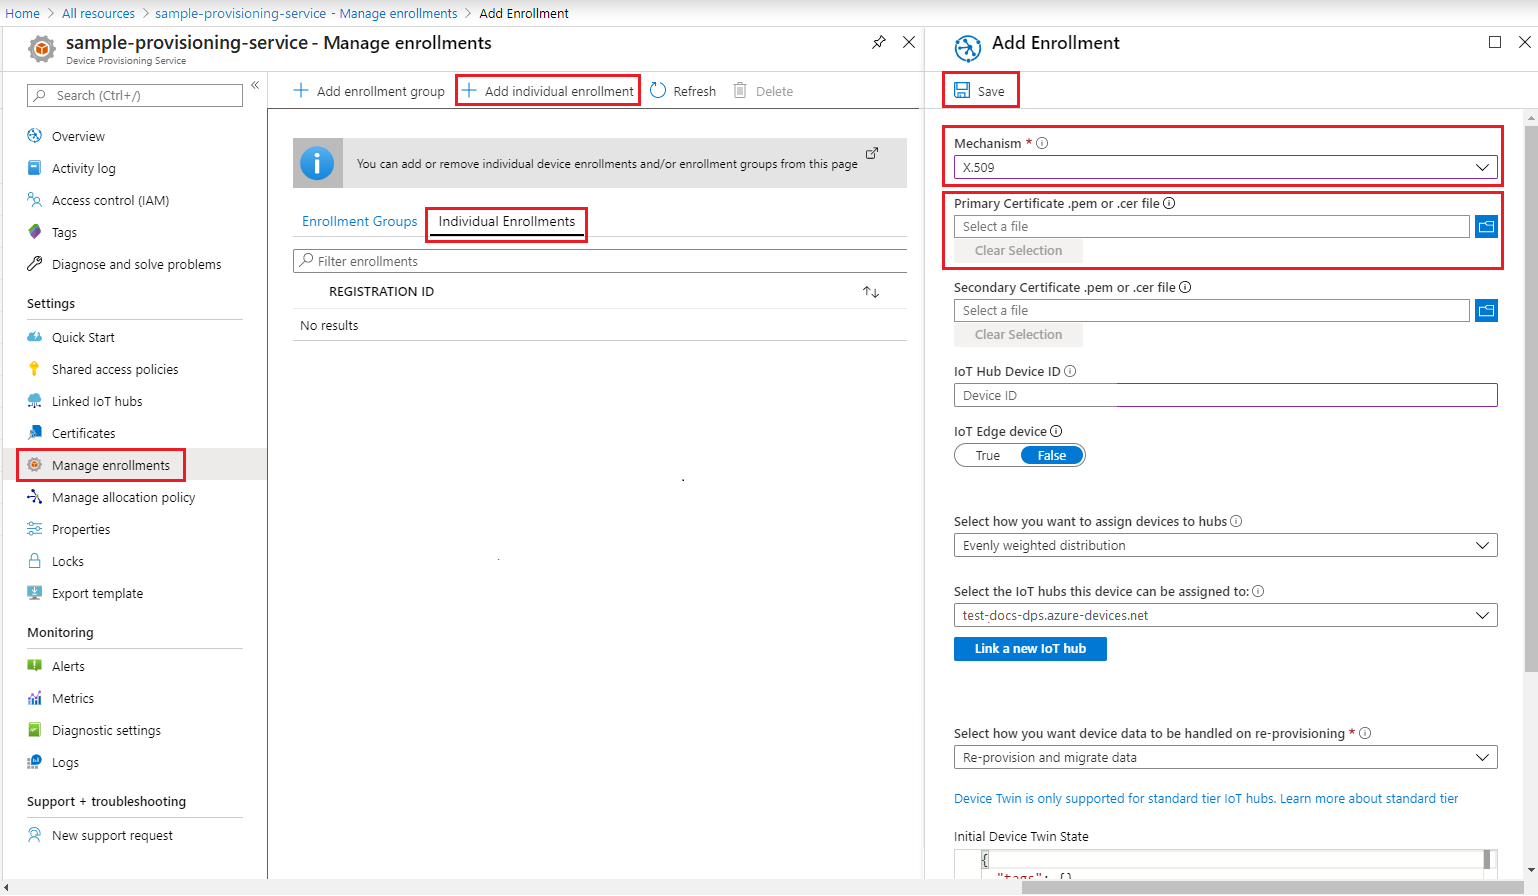 Home > All resources > sample-provisioning-service - Manage enrollments > Add Enrollment
sample-provisioning-service - Manage enrollments
Device Provisioning Service
Search (Ctrl+/)
Overview
Activity log
Access control (IAM)
Tags
Diagnose and solve problems
Settings
Quick Start
Shared access policies
Linked IoT hubs
Certificates
Manage enrollments
Manage allocation policy
Properties
Locks
Export template
Monitoring
Alerts
Metrics
Diagnostic settings
Logs
Support + troubleshooting
New support request
Add enrollment group
Add individual enrollment
Refresh
Delete
You can add or remove individual device enrollments and/or enrollment groups from this page
Enrollment Groups
Individual Enrollments
Filter enrollments
REGISTRATION ID
No results
Add Enrollment
Save
Mechanism *
X.509
Primary Certificate .pem or .cer file
Select a file
Clear Selection
Secondary Certificate .pem or .cer file
Select a file
Clear Selection
IoT Hub Device ID
Device ID
IoT Edge device
True False
Select how you want to assign devices to hubs
Evenly weighted distribution
Select the IoT hubs this device can be assigned to:
test-docs-dps.azure-devices.net
Link a new IoT hub
Select how you want device data to be handled on re-provisioning *
Re-provision and migrate data
Device Twin is only supported for standard tier IoT hubs. Learn more about standard tier
Initial Device Twin State
{
"tags": {},